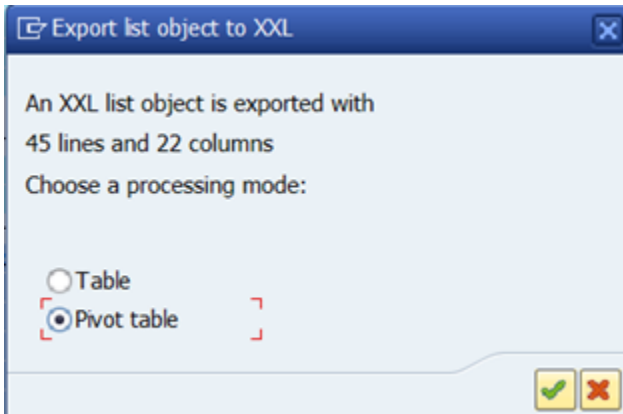 Export list object to XXL
An XXL list object is exported with
45 lines and 22 columns
Choose a processing mode:
Table
Pivot table